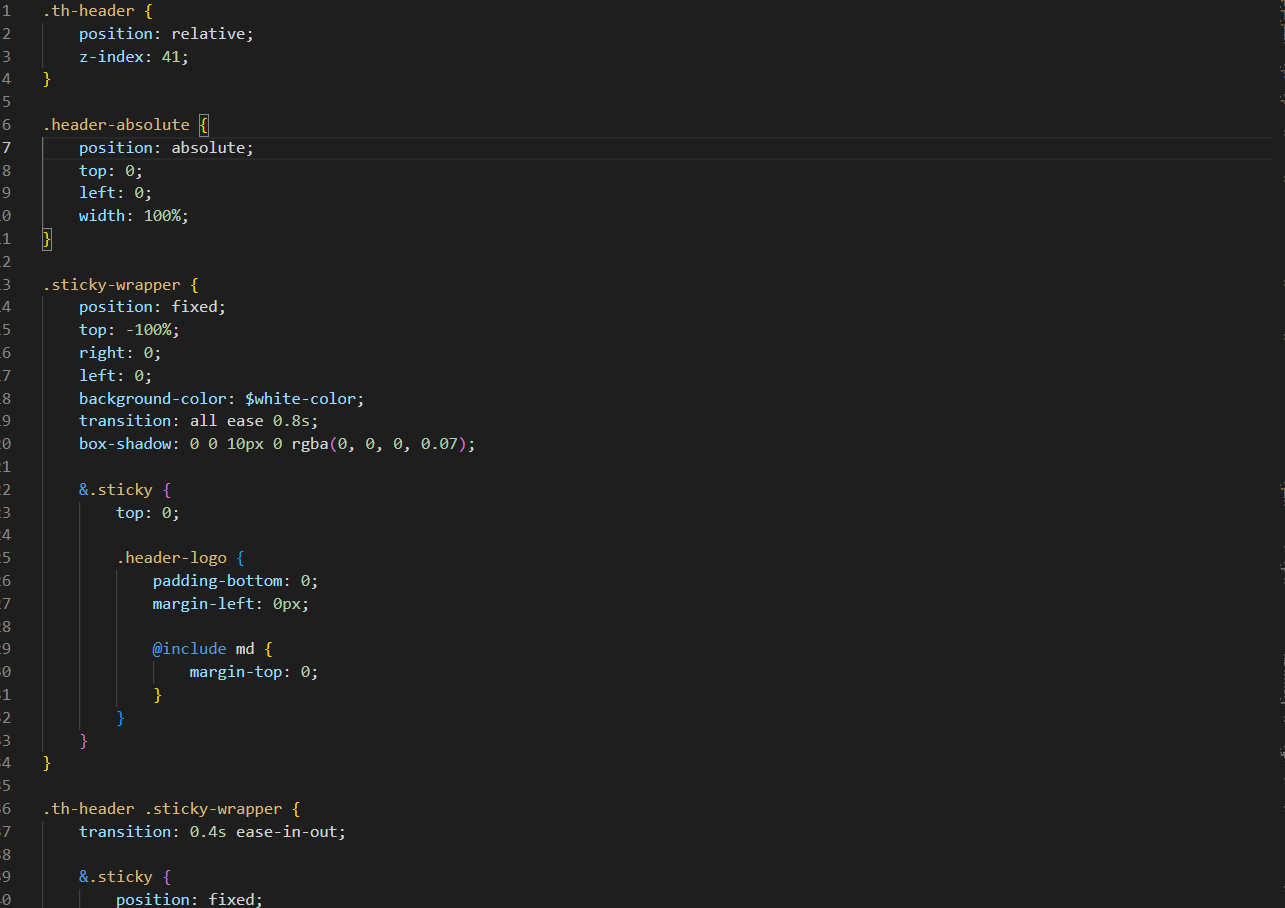 1 .th-header {
2 position: relative;
3 z-index: 41;
4 }
5
6 .header-absolute {
7 position: absolute;
8 top: 0;
9 left: 0;
0 width: 100%;
1 }
2
3 .sticky-wrapper {
4 position: fixed;
5 top: -100%;
6 right: 0;
7 left: 0;
8 background-color: $white-color;
9 transition: all ease 0.8s;
0 box-shadow: 0 0 10px 0 rgba(0, 0, 0, 0.07);
1
2 &.sticky {
3 top: 0;
4
5 .header-logo {
6 padding-bottom: 0;
7 margin-left: 0px;
8
9 @include md {
0 margin-top: 0;
1 }
2 }
3 }
4 }
5
6 .th-header .sticky-wrapper {
7 transition: 0.4s ease-in-out;
8
9 &.sticky {
0 position: fixed;